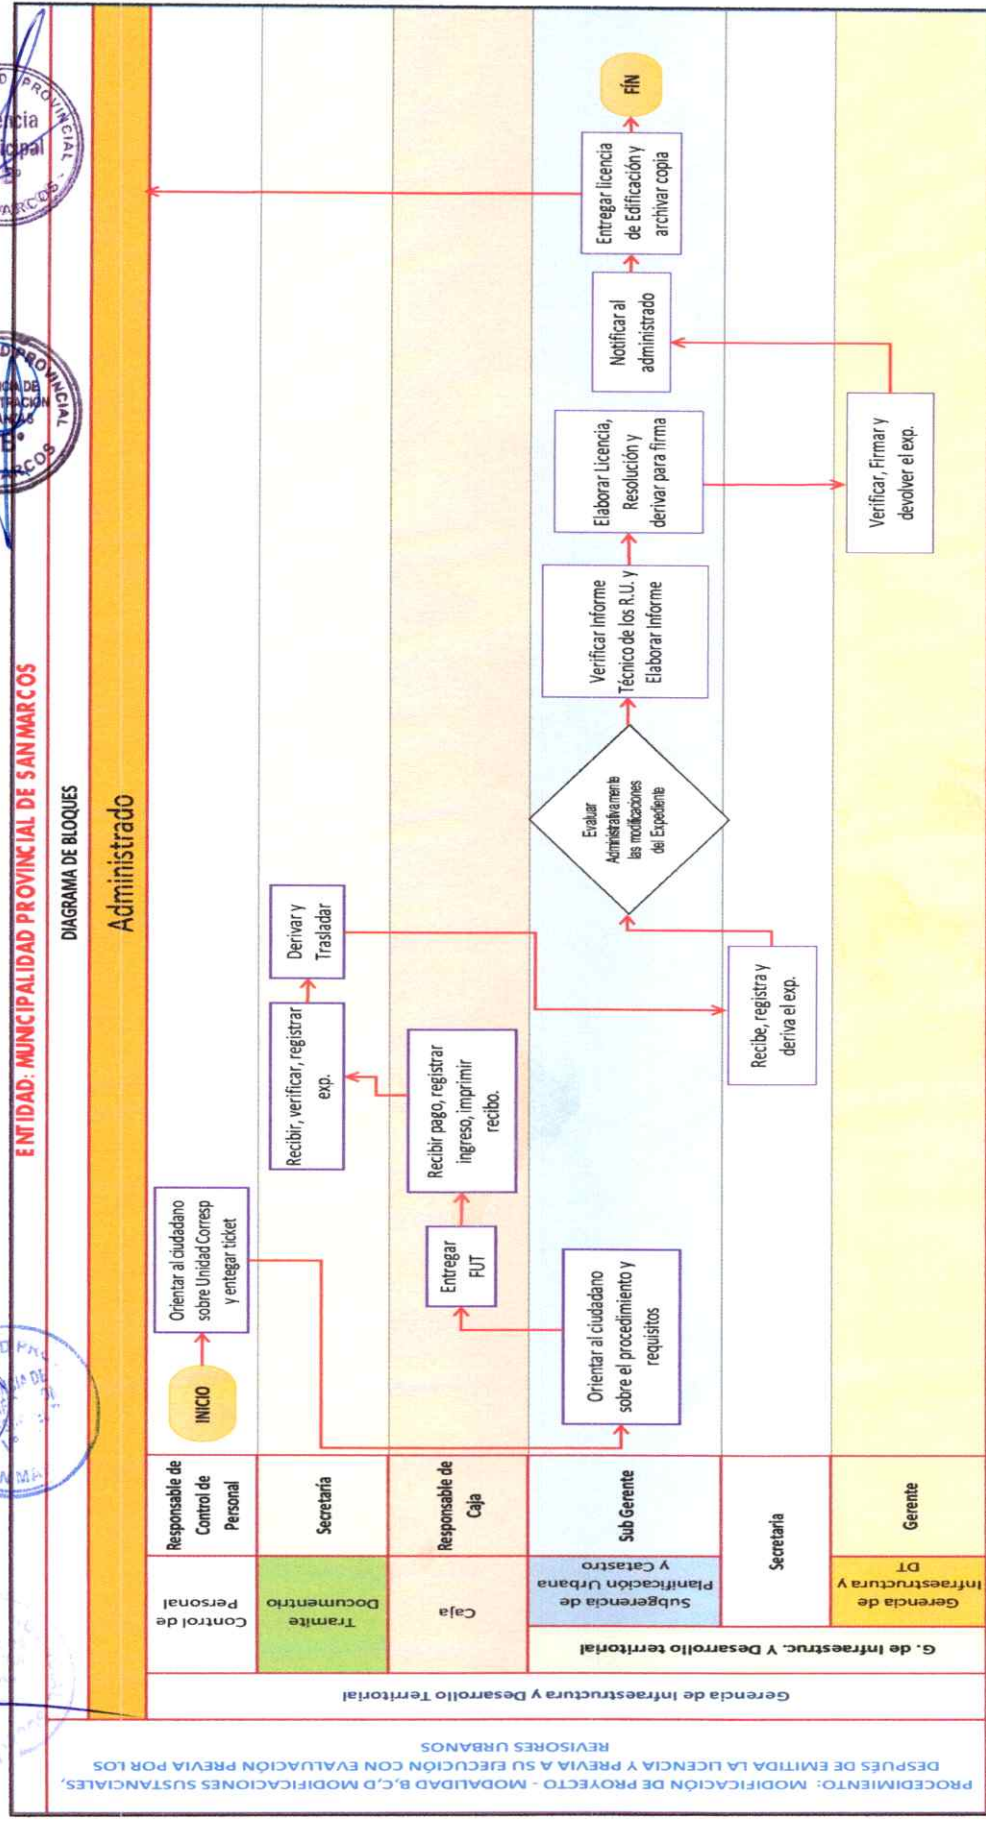 ENTIDAD: MUNICIPALIDAD PROVINCIAL DE SAN MARCOS
DIAGRAMA DE BLOQUES
Administrado
PROCEDIMIENTO: MODIFICACIÓN DE PROYECTO - MODALIDAD B,C,D MODIFICACIONES SUSTANCIALES,
DESPUÉS DE EMITIDA LA LICENCIA Y PREVIA A SU EJECUCIÓN CON EVALUACIÓN PREVIA POR LOS
REVISORES URBANOS
Gerencia de Infraestructura y Desarrollo Territorial
Control de
Personal
Responsable de
Control de
Personal
INICIO
Orientar al ciudadano
sobre Unidad Corresp
y entegar ticket
Tramite
Documentrio
Secretaría
Recibir, verificar, registrar
exp.
Derivar y
Trasladar
Caja
Responsable de
Caja
Entregar
FUT
Recibir pago, registrar
ingreso, imprimir
recibo.
G. de Infraestruc. Y Desarrollo territorial
Subgerencia de
Planificación Urbana
y Catastro
Sub Gerente
Orientar al ciudadano
sobre el procedimiento y
requisitos
Evaluar
Administrativamente
las modificaciones
del Expediente
Verificar Informe
Técnico de los R.U. y
Elaborar Informe
Elaborar Licencia,
Resolución y
derivar para firma
Notificar al
administrado
Entregar licencia
de Edificación y
archivar copia
FÍN
Secretaria
Recibe, registra y
deriva el exp.
Gerencia de
Infraestructura y
DT
Gerente
Verificar, Firmar y
devolver el exp.
PROVINCIAL
PROVINCIAL